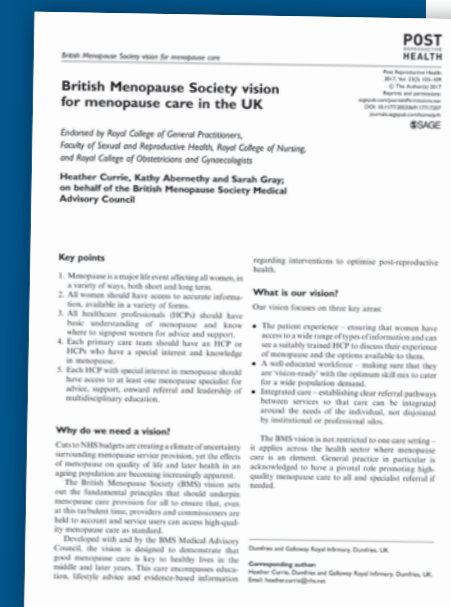 British Menopause Society vision for menopause care
POST
REPRODUCTIVE
HEALTH
British Menopause Society vision
for menopause care in the UK
Post Reproductive Health
© The Author(s) 2017
Reprints and permissions:
SAGE
Endorsed by Royal College of General Practitioners,
Faculty of Sexual and Reproductive Health, Royal College of Nursing,
and Royal College of Obstetricians and Gynaecologists
Heather Currie, Kathy Abernethy and Sarah Gray;
on behalf of the British Menopause Society Medical
Advisory Council
Key points
1. Menopause is a major life event affecting all women, in
a variety of ways, both short and long term.
2. All women should have access to accurate informa-
tion, available in a variety of forms.
3. All healthcare professionals (HCPs) should have
basic understanding of menopause and know
where to signpost women for advice and support.
4. Each primary care team should have an HCP or
HCPs who have a special interest and knowledge
in menopause.
5. Each HCP with special interest in menopause should
have access to at least one menopause specialist for
advice, support, onward referral and leadership of
multidisciplinary education.
Why do we need a vision?
Cuts to NHS budgets are creating a climate of uncertainty
surrounding menopause service provision, yet the effects
of menopause on quality of life and later health in an
ageing population are becoming increasingly apparent.
The British Menopause Society (BMS) vision sets
out the fundamental principles that should underpin
menopause care provision for all to ensure that, even
at this turbulent time, providers and commissioners are
held to account and service users can access high-qual-
ity menopause care as standard.
Developed with and by the BMS Medical Advisory
Council, the vision is designed to demonstrate that
good menopause care is key to healthy lives in the
middle and later years. This care encompasses educa-
tion, lifestyle advice and evidence-based information
regarding interventions to optimise post-reproductive
health.
What is our vision?
Our vision focuses on three key areas:
• The patient experience – ensuring that women have
access to a wide range of types of information and can
see a suitably trained HCP to discuss their experience
of menopause and the options available to them.
• A well-educated workforce – making sure that they
are 'vision-ready' with the optimum skill mix to cater
for a wide population demand.
• Integrated care – establishing clear referral pathways
between services so that care can be integrated
around the needs of the individual, not disjointed
by institutional or professional silos.
The BMS vision is not restricted to one care setting –
it applies across the health sector where menopause
care is an element. General practice in particular is
acknowledged to have a pivotal role promoting high-
quality menopause care to all and specialist referral if
needed.
Dumfries and Galloway Royal Infirmary, Dumfries, UK
Corresponding author:
Heather Currie, Dumfries and Galloway Royal Infirmary, Dumfries, UK.